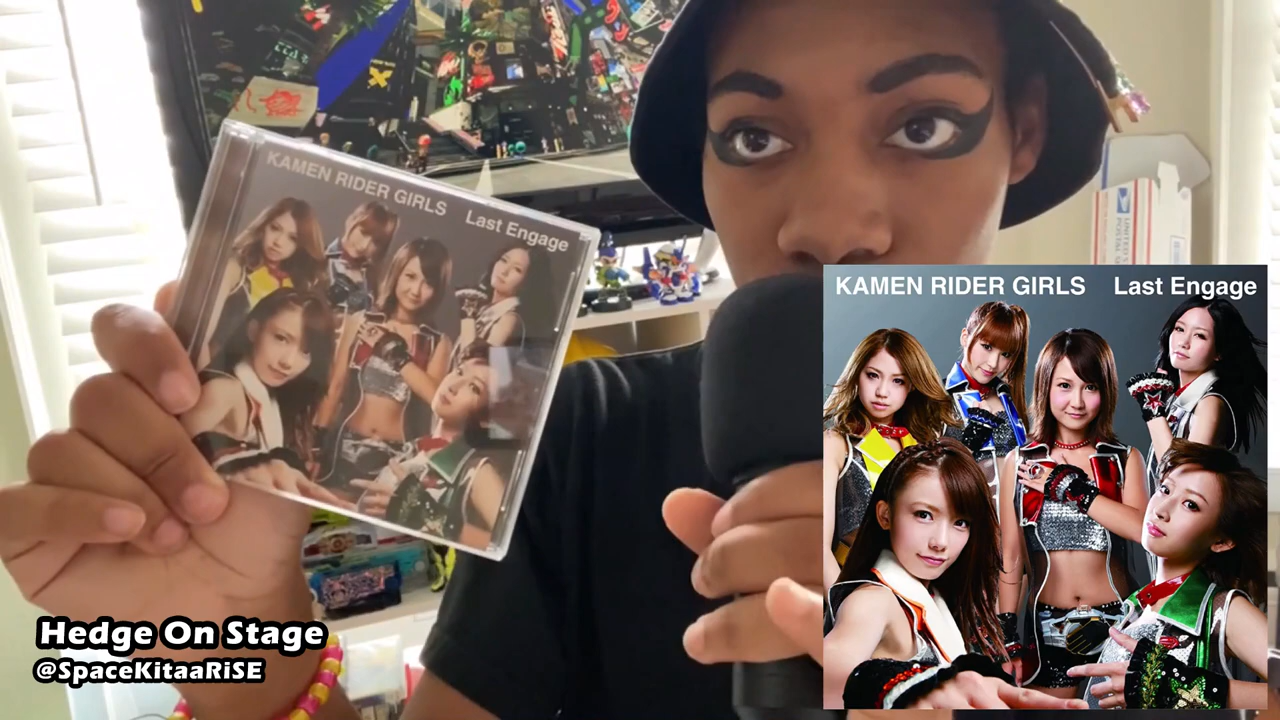 KAMEN RIDER GIRLS Last Engage
KAMEN RIDER GIRLS Last Engage
Hedge On Stage
@SpaceKitaaRiSE